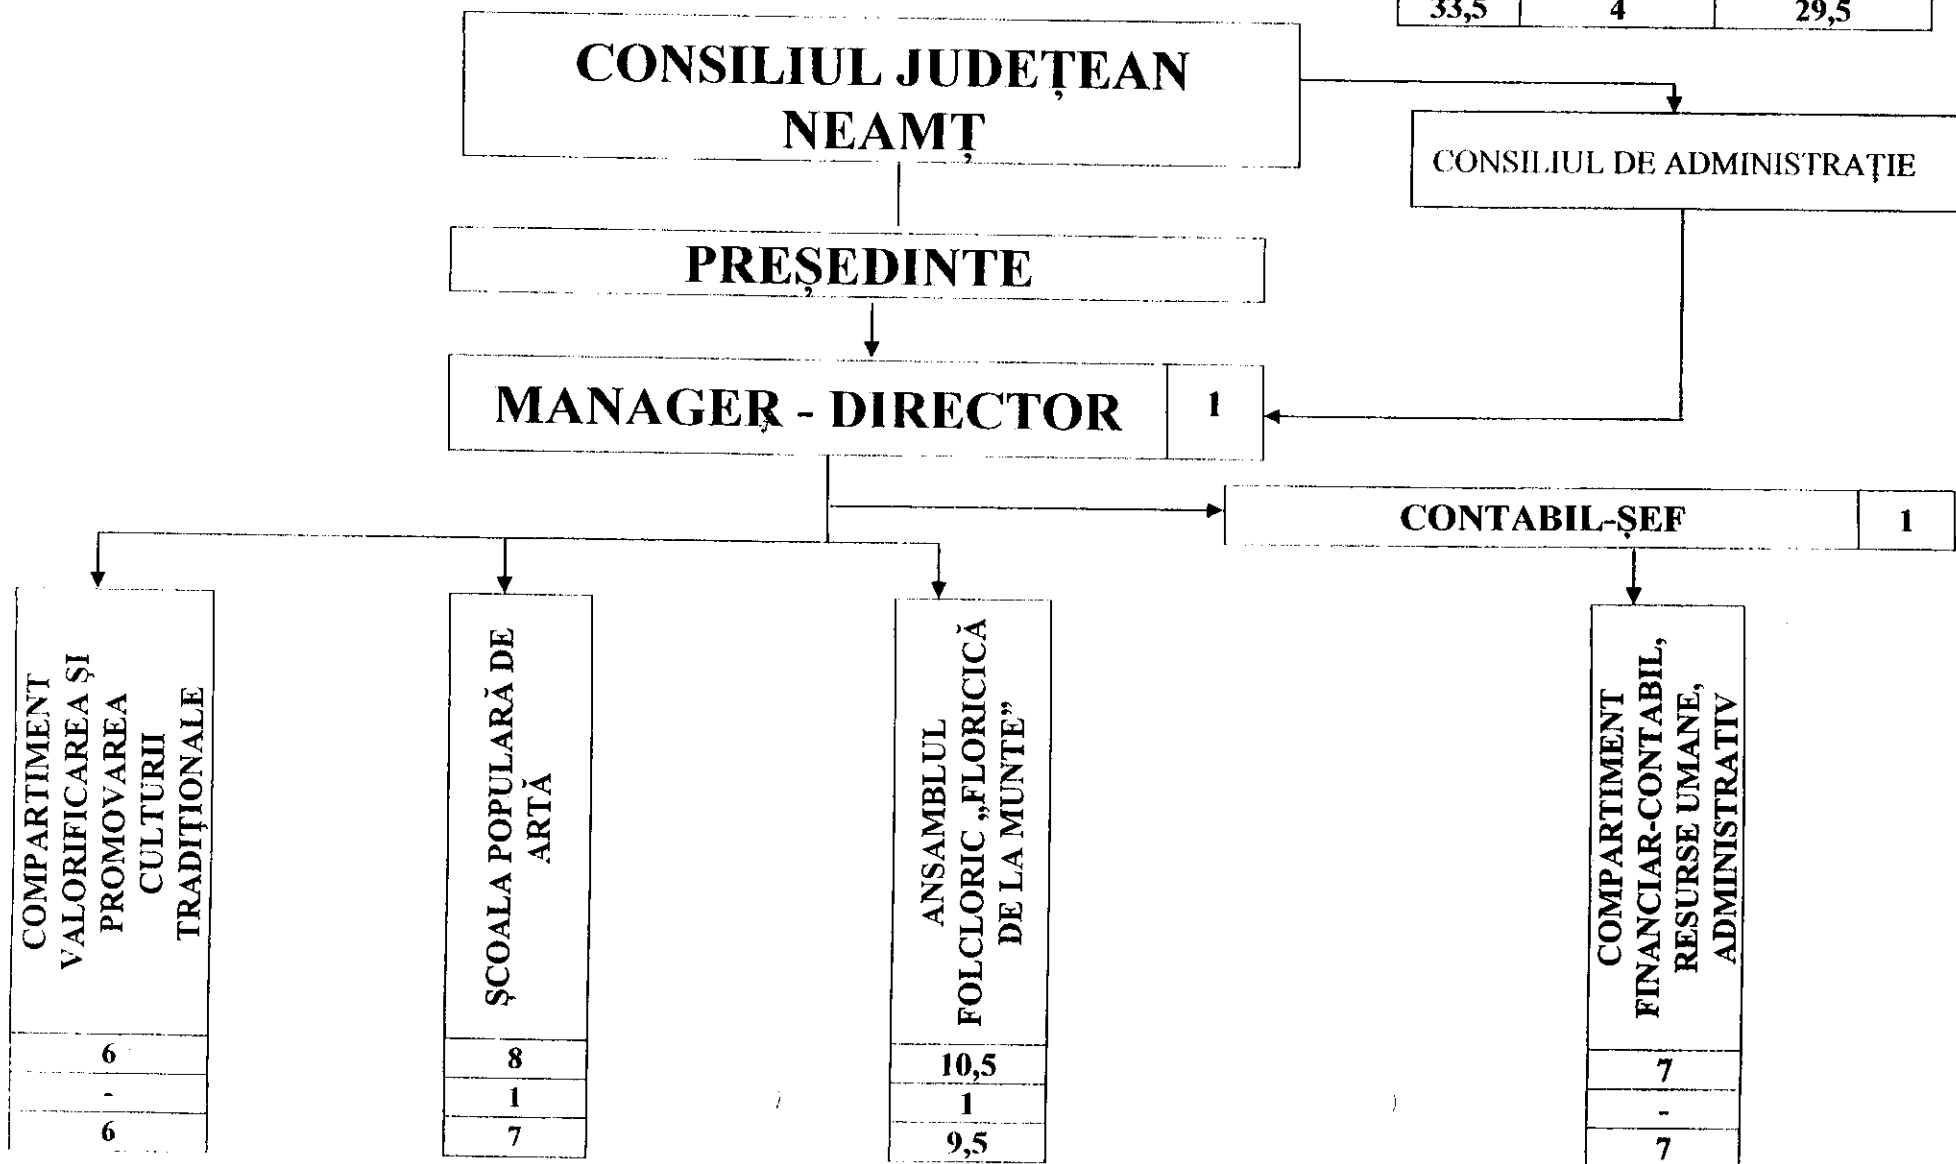 33,5 4 29,5
CONSILIUL JUDEȚEAN
NEAMȚ
CONSILIUL DE ADMINISTRAȚIE
PREȘEDINTE
MANAGER - DIRECTOR 1
CONTABIL-ȘEF 1
COMPARTIMENT
VALORIFICAREA ȘI
PROMOVAREA
CULTURII
TRADIȚIONALE
6
-
6
ȘCOALA POPULARĂ DE
ARTĂ
8
1
7
ANSAMBLUL
FOLCLORIC „FLORICICĂ
DE LA MUNTE”
10,5
1
9,5
COMPARTIMENT
FINANCIAR-CONTABIL,
RESURSE UMANE,
ADMINISTRATIV
7
-
7